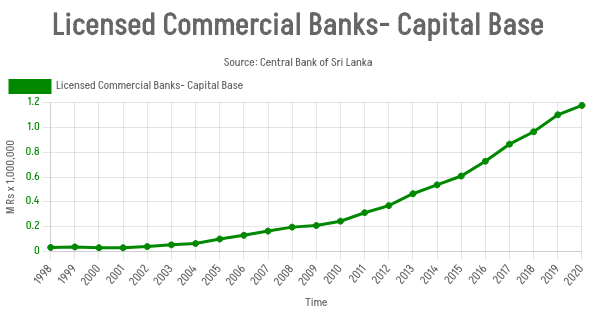 Licensed Commercial Banks- Capital Base
Source: Central Bank of Sri Lanka
Licensed Commercial Banks- Capital Base
1.2
1.0
0.8
0.6
0.4
0.2
0
MRs x 1,000,000
1998 1999 2000 2001 2002 2003 2004 2005 2006 2007 2008 2009 2010 2011 2012 2013 2014 2015 2016 2017 2018 2019 2020
Time